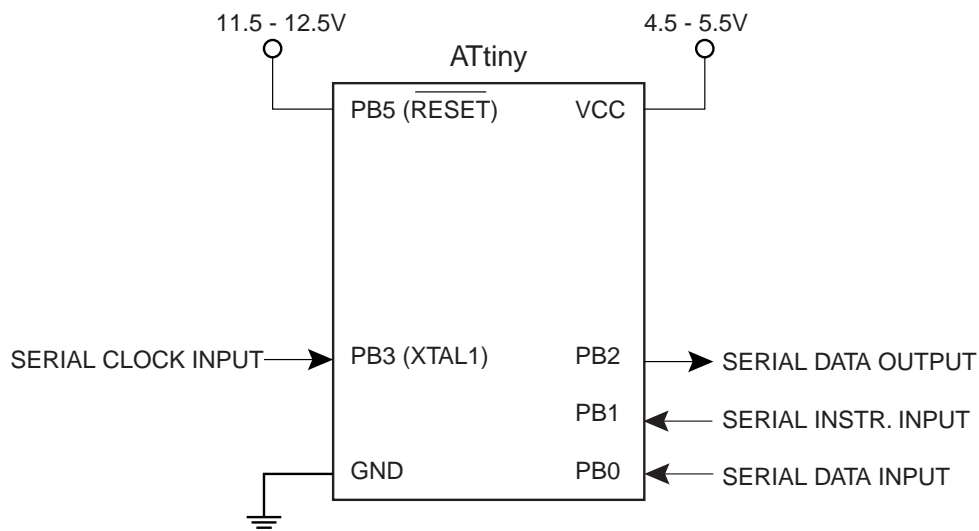 11.5 - 12.5V
4.5 - 5.5V
ATtiny
PB5 (RESET)
VCC
SERIAL CLOCK INPUT
PB3 (XTAL1)
PB2
SERIAL DATA OUTPUT
PB1
SERIAL INSTR. INPUT
GND
PB0
SERIAL DATA INPUT